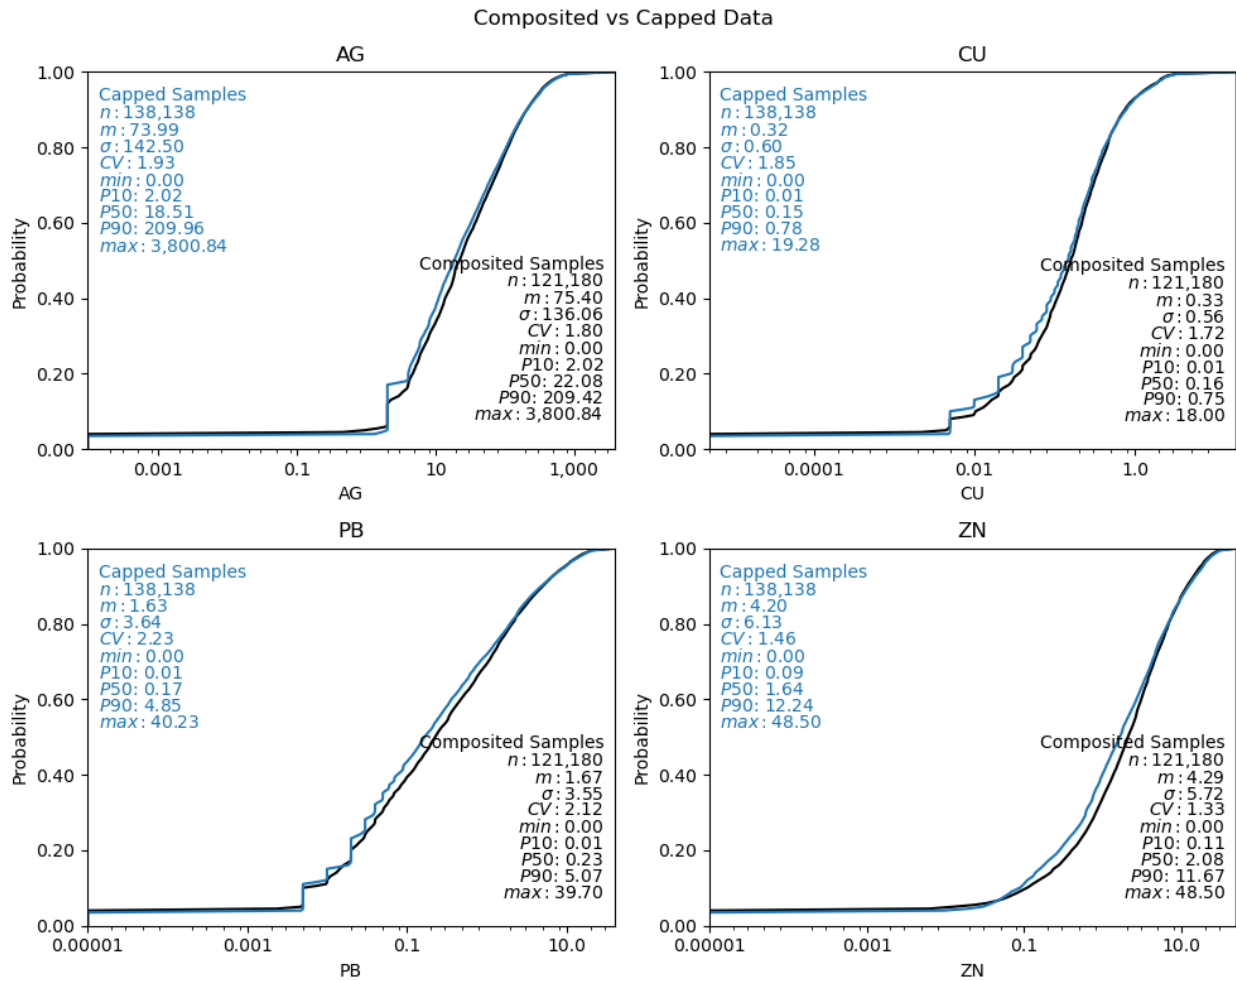 Composited vs Capped Data
AG
1.00
0.80
0.60
0.40
0.20
0.00
Probability
Capped Samples
n: 138,138
m: 73.99
σ: 142.50
CV: 1.93
min: 0.00
P10: 2.02
P50: 18.51
P90: 209.96
max: 3,800.84
Composited Samples
n: 121,180
m: 75.40
σ: 136.06
CV: 1.80
min: 0.00
P10: 2.02
P50: 22.08
P90: 209.42
max: 3,800.84
0.001 0.1 10 1,000
AG
CU
1.00
0.80
0.60
0.40
0.20
0.00
Probability
Capped Samples
n: 138,138
m: 0.32
σ: 0.60
CV: 1.85
min: 0.00
P10: 0.01
P50: 0.15
P90: 0.78
max: 19.28
Composited Samples
n: 121,180
m: 0.33
σ: 0.56
CV: 1.72
min: 0.00
P10: 0.01
P50: 0.16
P90: 0.75
max: 18.00
0.0001 0.01 1.0
CU
PB
1.00
0.80
0.60
0.40
0.20
0.00
Probability
Capped Samples
n: 138,138
m: 1.63
σ: 3.64
CV: 2.23
min: 0.00
P10: 0.01
P50: 0.17
P90: 4.85
max: 40.23
Composited Samples
n: 121,180
m: 1.67
σ: 3.55
CV: 2.12
min: 0.00
P10: 0.01
P50: 0.23
P90: 5.07
max: 39.70
0.00001 0.001 0.1 10.0
PB
ZN
1.00
0.80
0.60
0.40
0.20
0.00
Probability
Capped Samples
n: 138,138
m: 4.20
σ: 6.13
CV: 1.46
min: 0.00
P10: 0.09
P50: 1.64
P90: 12.24
max: 48.50
Composited Samples
n: 121,180
m: 4.29
σ: 5.72
CV: 1.33
min: 0.00
P10: 0.11
P50: 2.08
P90: 11.67
max: 48.50
0.00001 0.001 0.1 10.0
ZN